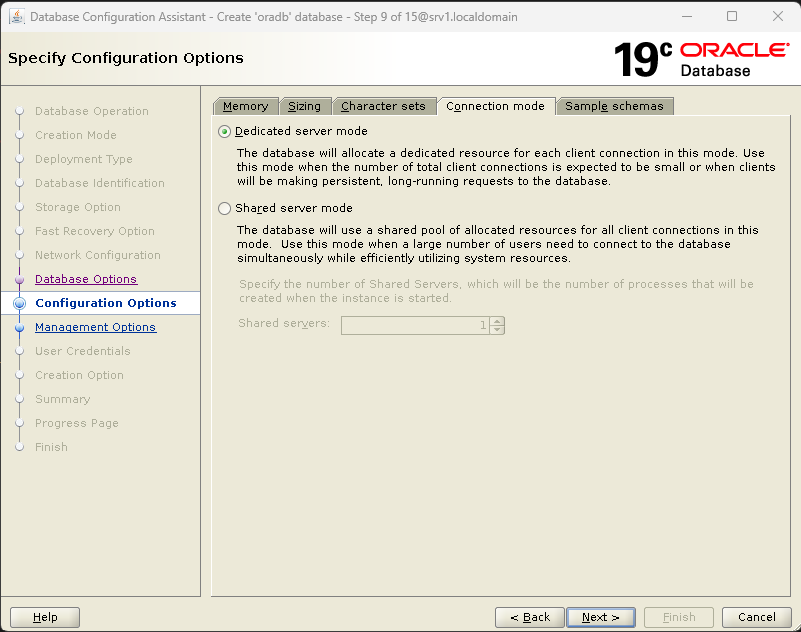 Database Configuration Assistant - Create 'oradb' database - Step 9 of 15@srv1.localdomain
Specify Configuration Options
19c ORACLE
Database
Database Operation
Creation Mode
Deployment Type
Database Identification
Storage Option
Fast Recovery Option
Network Configuration
Database Options
Configuration Options
Management Options
User Credentials
Creation Option
Summary
Progress Page
Finish
Memory Sizing Character sets Connection mode Sample schemas
Dedicated server mode
The database will allocate a dedicated resource for each client connection in this mode. Use
this mode when the number of total client connections is expected to be small or when clients
will be making persistent, long-running requests to the database.
Shared server mode
The database will use a shared pool of allocated resources for all client connections in this
mode. Use this mode when a large number of users need to connect to the database
simultaneously while efficiently utilizing system resources.
Specify the number of Shared Servers, which will be the number of processes that will be
created when the instance is started.
Shared servers: 1
Help < Back Next > Finish Cancel